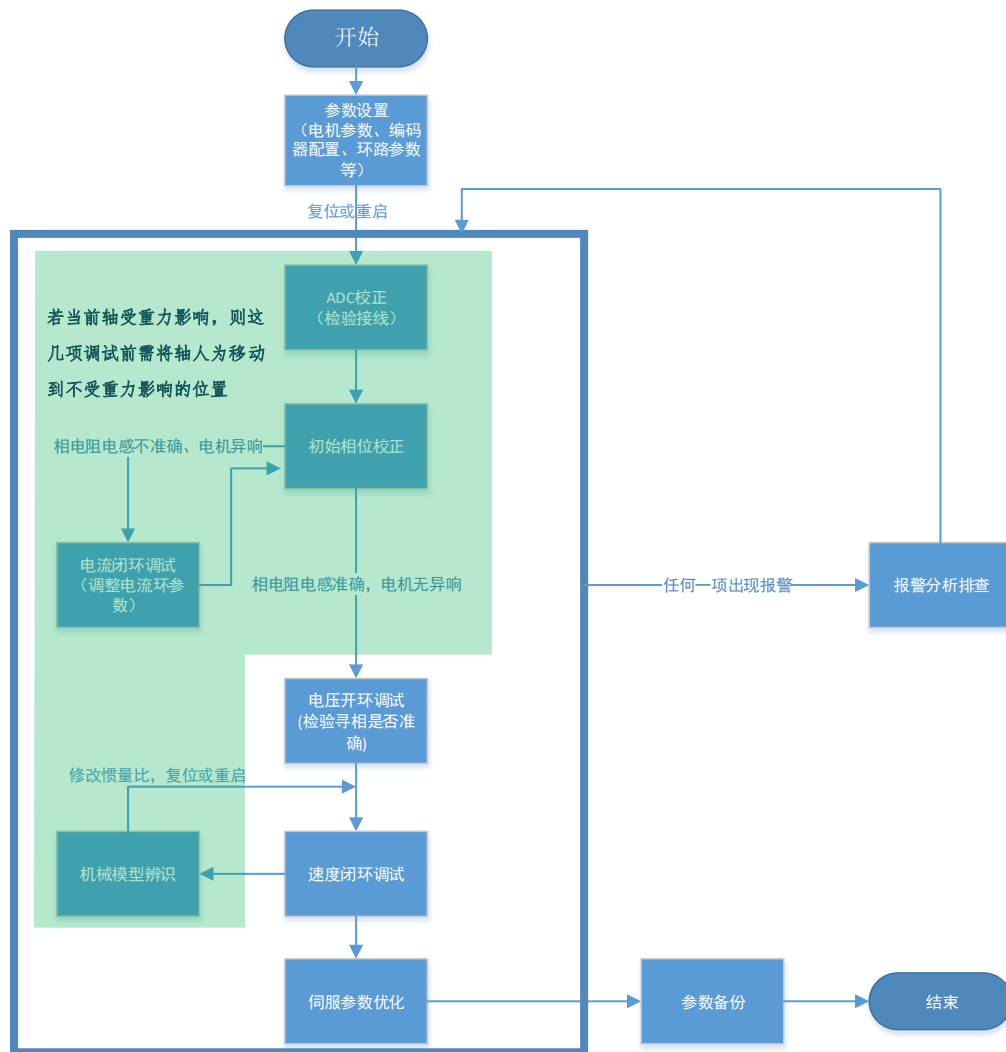 开始
参数设置
（电机参数、编码
器配置、环路参数
等）
复位或重启
ADC校正
（检验接线）
若当前轴受重力影响，则这
几项调试前需将轴人为移动
到不受重力影响的位置
相电阻电感不准确、电机异响
初始相位校正
电流闭环调试
（调整电流环参
数）
相电阻电感准确，电机无异响
任何一项出现报警
报警分析排查
电压开环调试
(检验寻相是否准
确)
修改惯量比，复位或重启
机械模型辨识
速度闭环调试
伺服参数优化
参数备份
结束